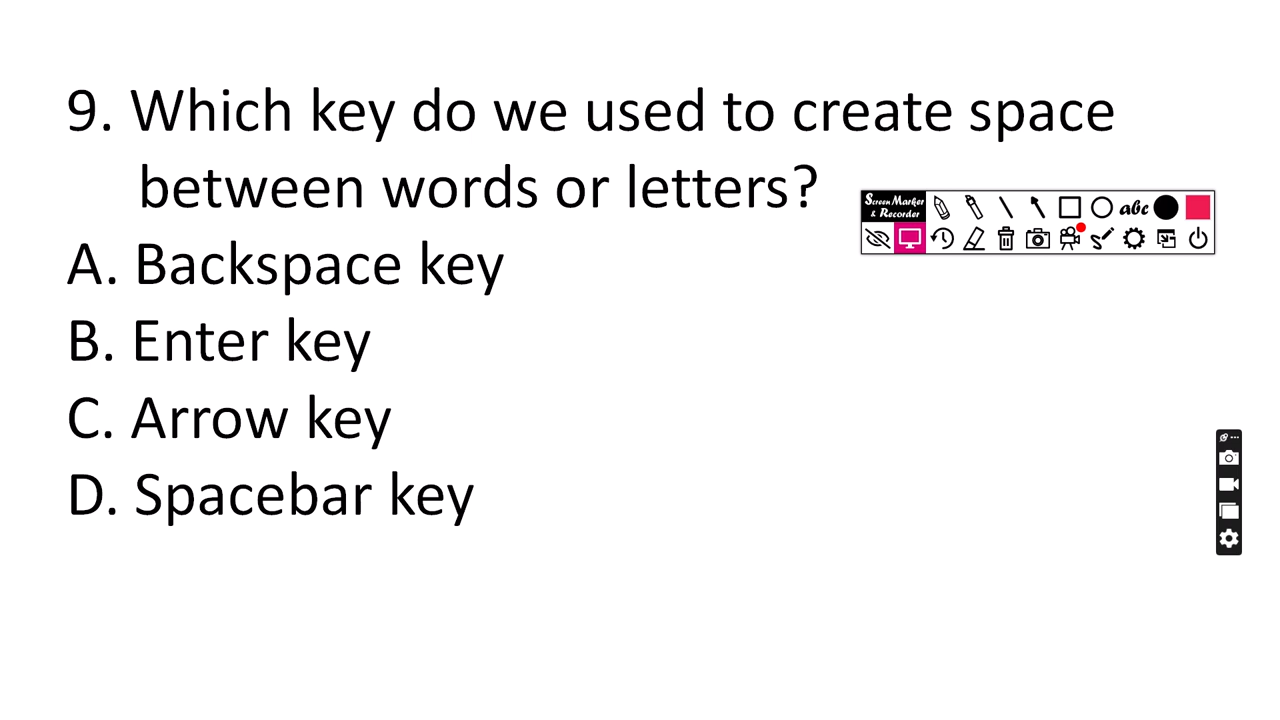 9. Which key do we used to create space
between words or letters?
Screen Marker
& Recorder
abc
A. Backspace key
B. Enter key
C. Arrow key
D. Spacebar key